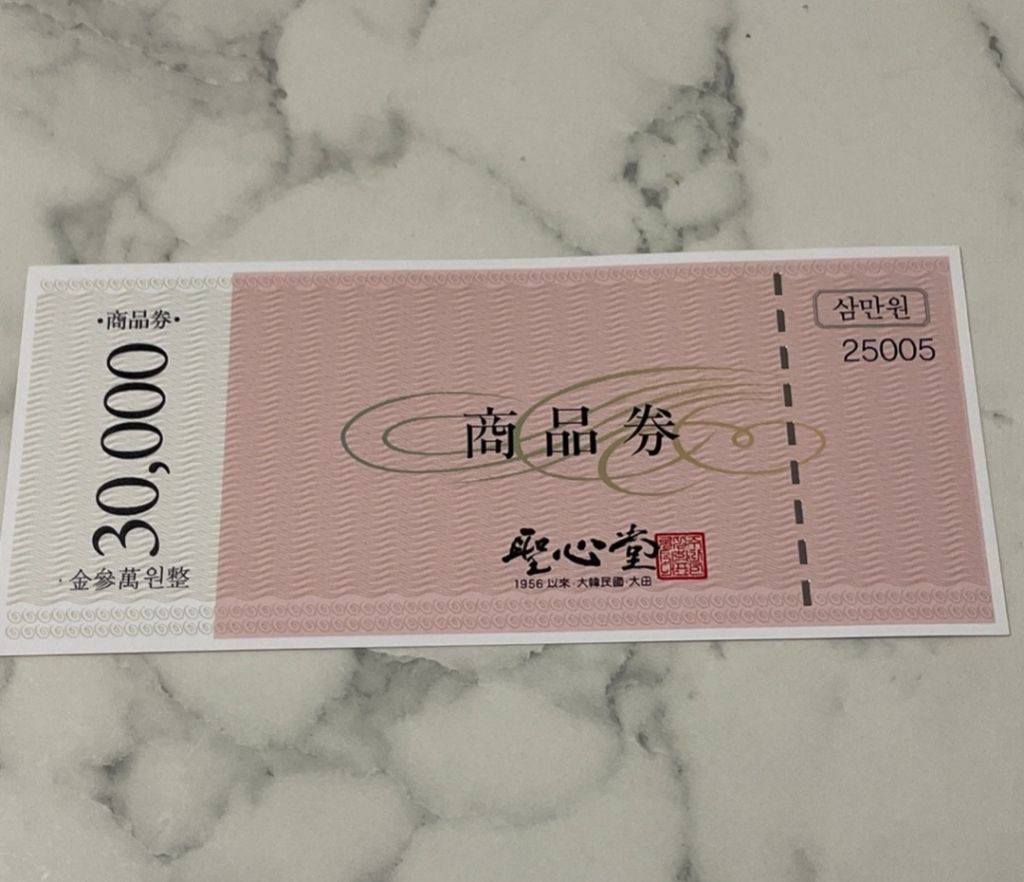 ·商品券·
30,000
·金參萬원整
商品券
聖心堂
1956 以來·大韓民國·大田
삼만원
25005